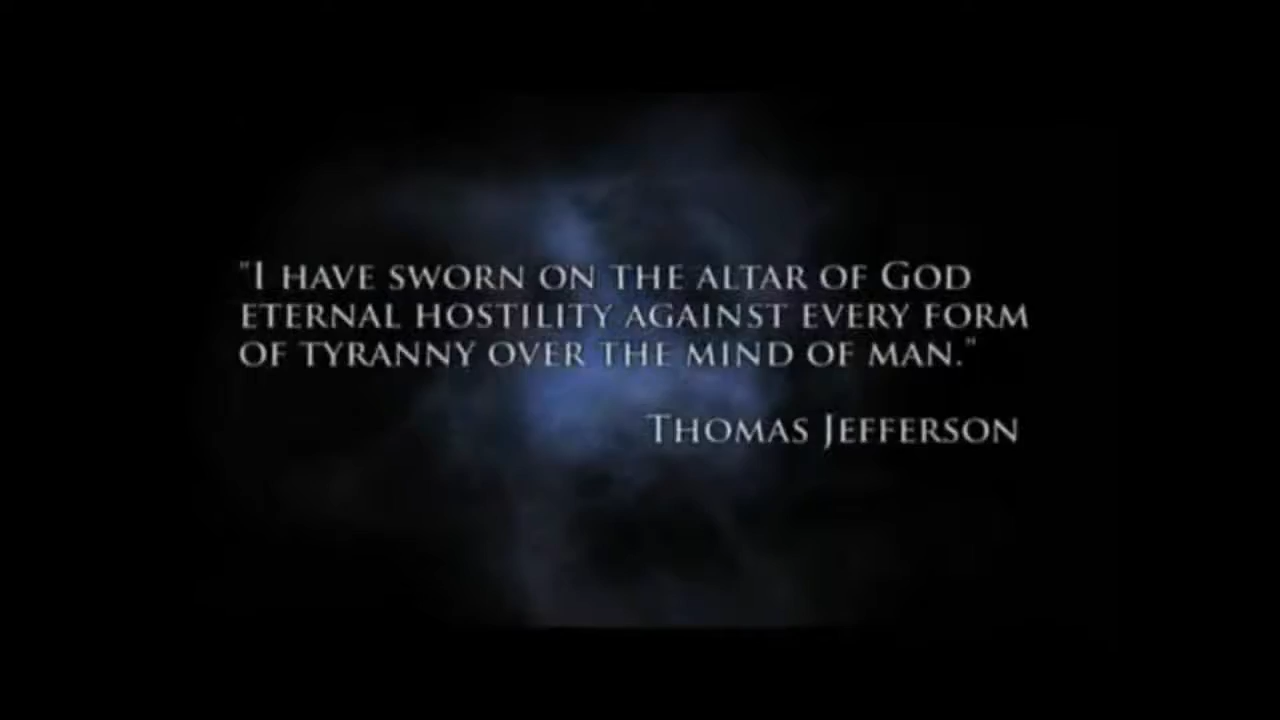 "I HAVE SWORN ON THE ALTAR OF GOD
ETERNAL HOSTILITY AGAINST EVERY FORM
OF TYRANNY OVER THE MIND OF MAN."
THOMAS JEFFERSON